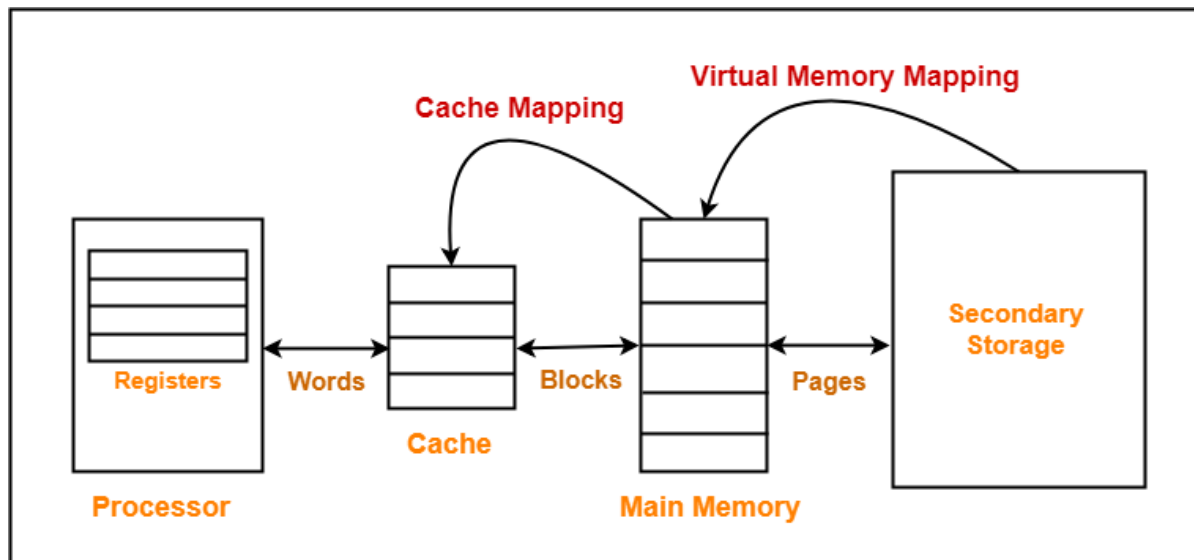 Virtual Memory Mapping
Cache Mapping
Secondary
Storage
Registers
Words
Blocks
Pages
Cache
Processor
Main Memory